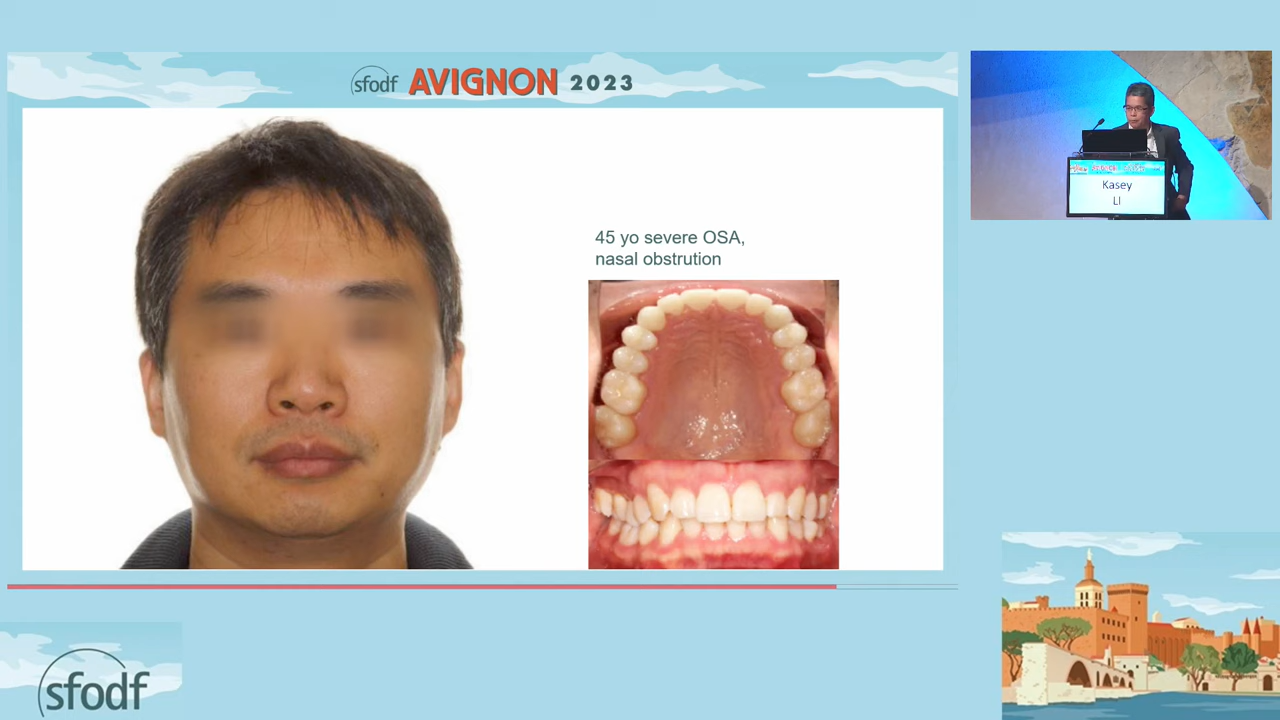 sfodf AVIGNON 2023
45 yo severe OSA,
nasal obstrution
Kasey
LI
sfodf